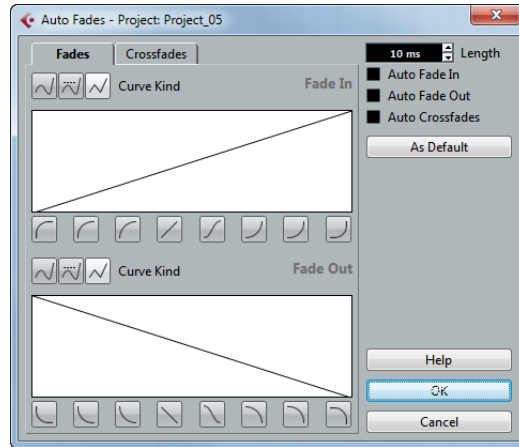 Auto Fades - Project: Project_05
Fades
Crossfades
10 ms
Length
Curve Kind
Fade In
Auto Fade In
Auto Fade Out
Auto Crossfades
As Default
Curve Kind
Fade Out
Help
OK
Cancel